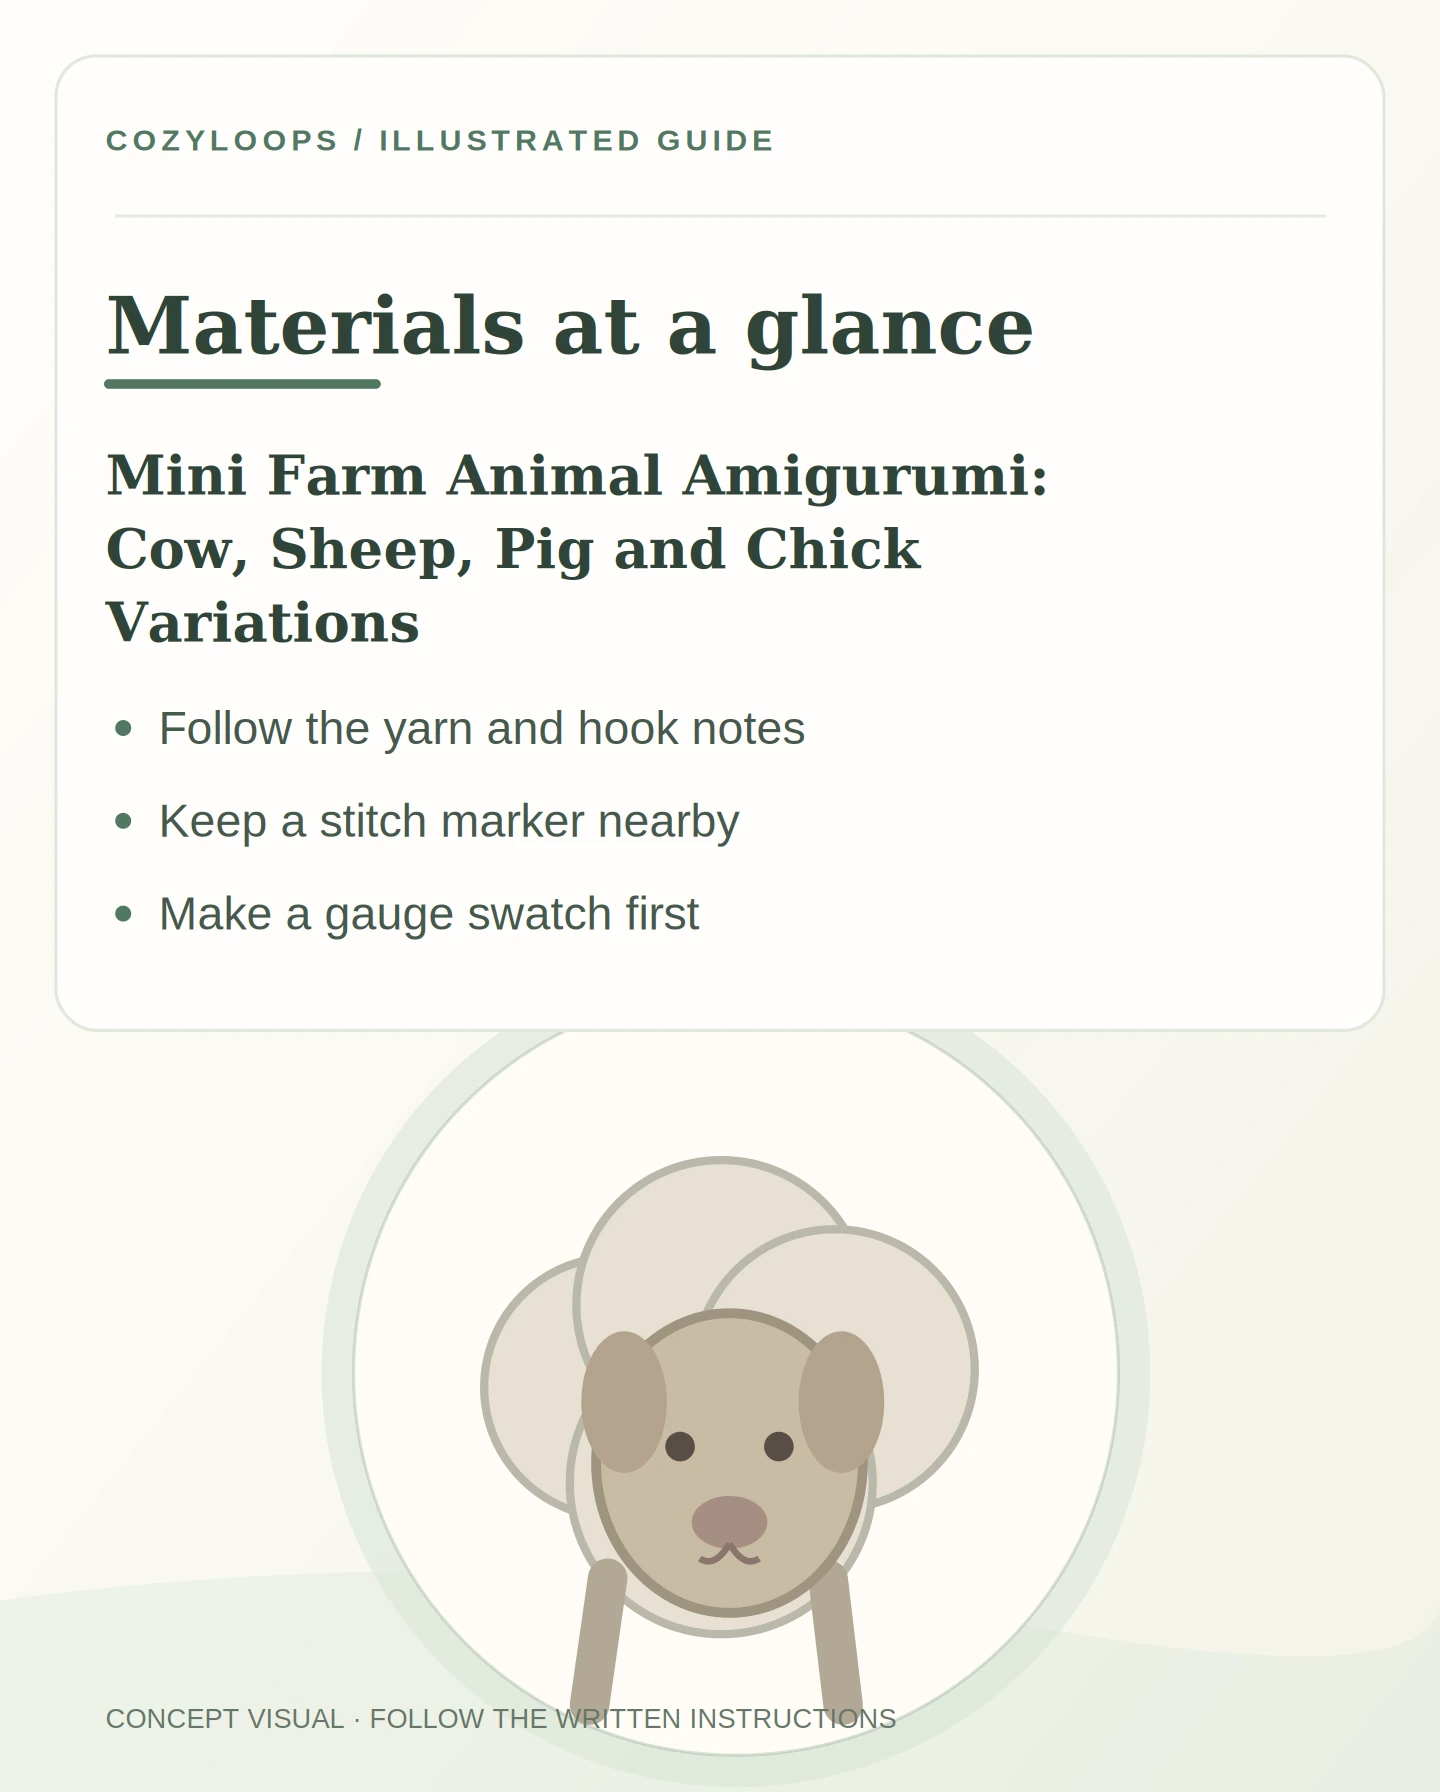 COZYLOOPS / ILLUSTRATED GUIDE
Materials at a glance
Mini Farm Animal Amigurumi:
Cow, Sheep, Pig and Chick
Variations
Follow the yarn and hook notes
Keep a stitch marker nearby
Make a gauge swatch first
CONCEPT VISUAL · FOLLOW THE WRITTEN INSTRUCTIONS